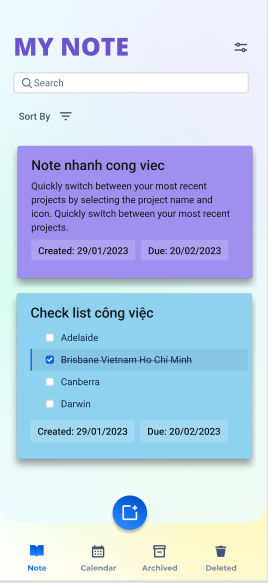 MY NOTE
Search
Sort By
Note nhanh cong viec
Quickly switch between your most recent
projects by selecting the project name and
icon. Quickly switch between your most recent
projects.
Created: 29/01/2023 Due: 20/02/2023
Check list công việc
Adelaide
Brisbane Vietnam Ho Chi Minh
Canberra
Darwin
Created: 29/01/2023 Due: 20/02/2023
Note Calendar Archived Deleted